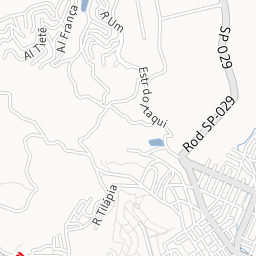 R Um
SP 029
Al Tietê
Al França
Estr do Itaqui
Rod SP-029
R Tilápia